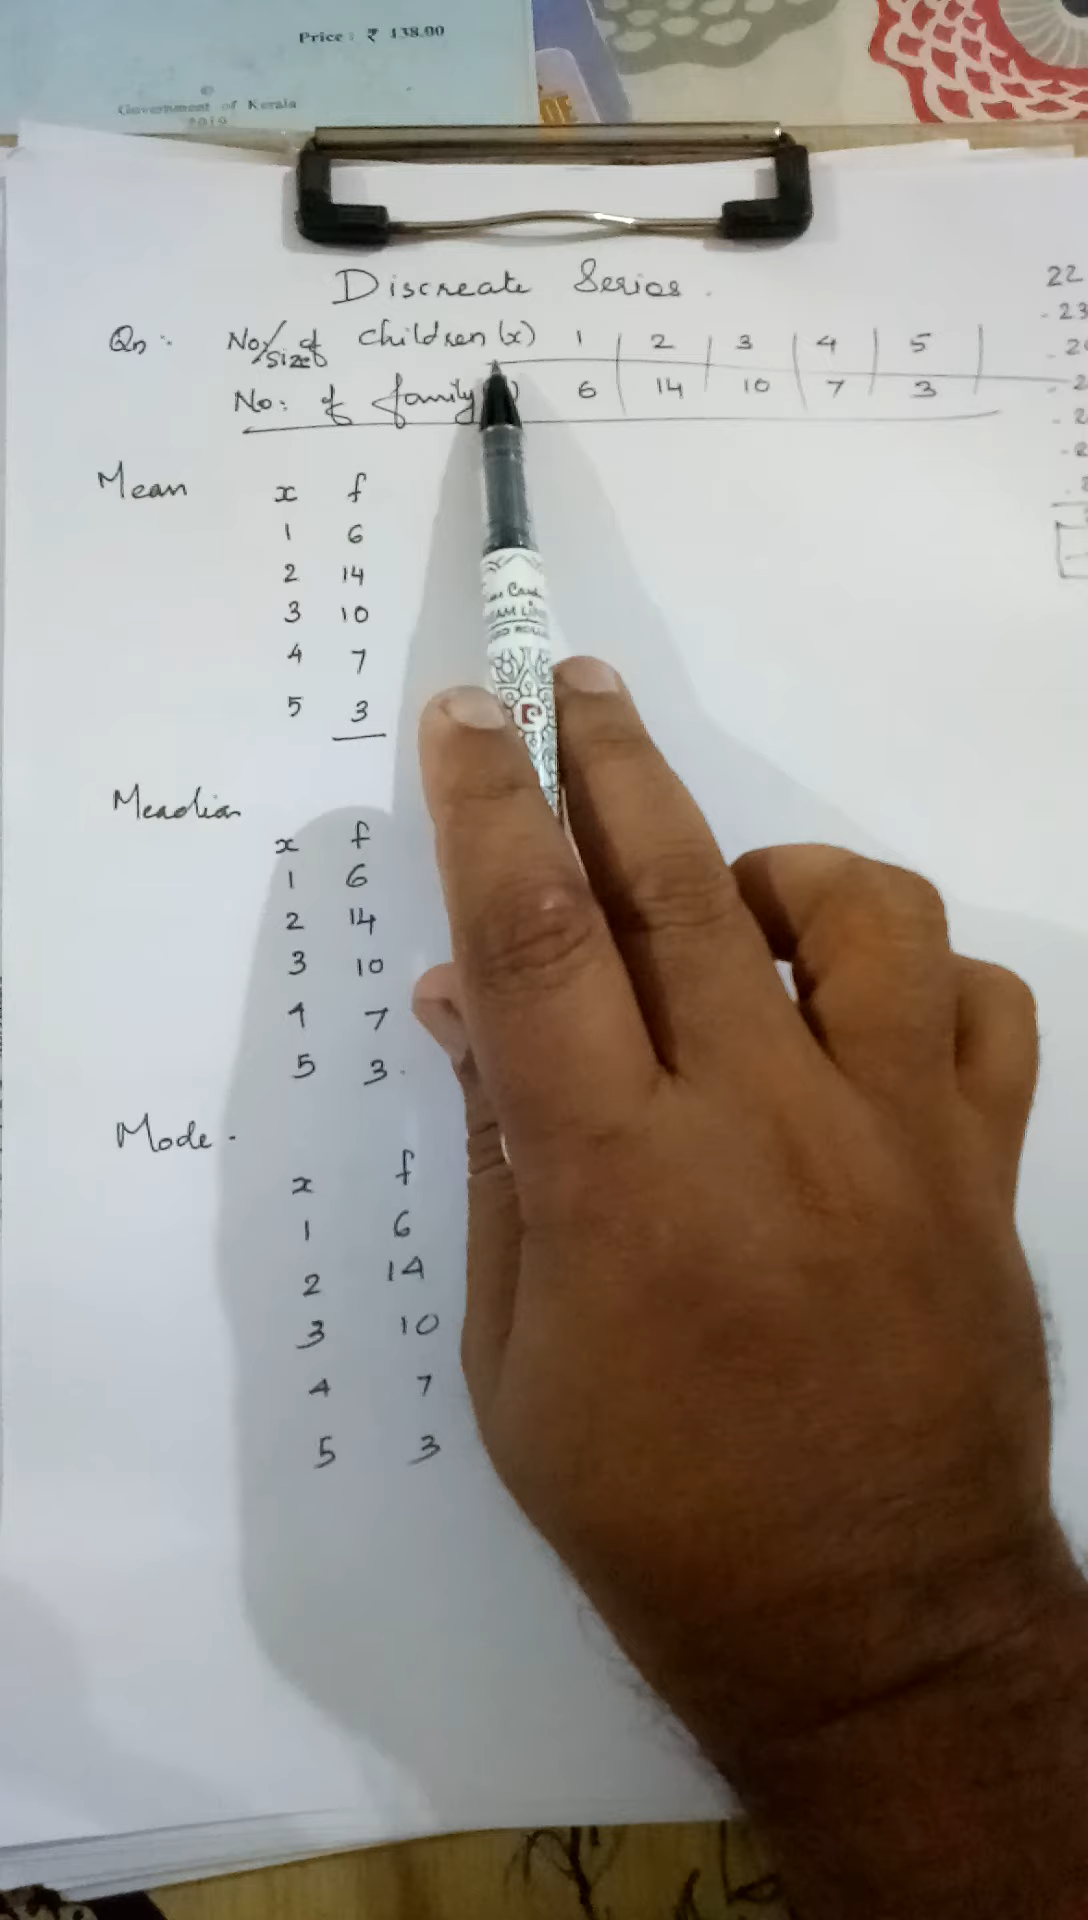 Price : ₹ 138.00
©
Government of Kerala
2019
DE
Discreate Series.
Qn: No:/Size of children (x) 1 2 3 4 5
No: of family 6 14 10 7 3
22
23
Mean
x f
1 6
2 14
3 10
4 7
5 3
Meadian
x f
1 6
2 14
3 10
4 7
5 3.
Mode.
x f
1 6
2 14
3 10
4 7
5 3